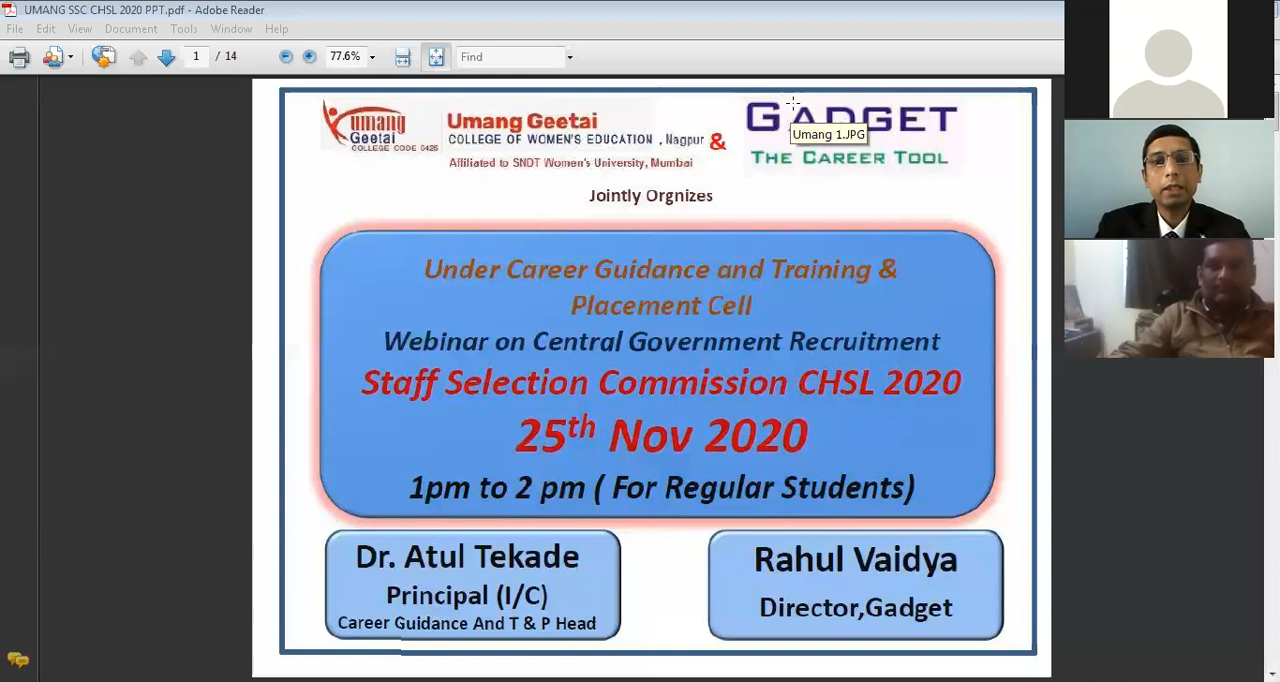 UMANG SSC CHSL 2020 PPT.pdf - Adobe Reader
File Edit View Document Tools Window Help
1 / 14 77.6% Find
umang
Geetai
COLLEGE CODE 0425
Umang Geetai
COLLEGE OF WOMEN'S EDUCATION , Nagpur
Affiliated to SNDT Women's University, Mumbai
&
GADGET
Umang 1.JPG
THE CAREER TOOL
Jointly Orgnizes
Under Career Guidance and Training &
Placement Cell
Webinar on Central Government Recruitment
Staff Selection Commission CHSL 2020
25th Nov 2020
1pm to 2 pm ( For Regular Students)
Dr. Atul Tekade
Principal (I/C)
Career Guidance And T & P Head
Rahul Vaidya
Director,Gadget